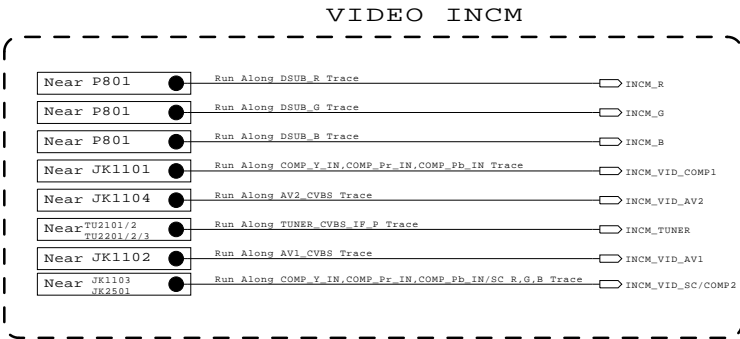 VIDEO INCM
Near P801 Run Along DSUB_R Trace INCM_R
Near P801 Run Along DSUB_G Trace INCM_G
Near P801 Run Along DSUB_B Trace INCM_B
Near JK1101 Run Along COMP_Y_IN,COMP_Pr_IN,COMP_Pb_IN Trace INCM_VID_COMP1
Near JK1104 Run Along AV2_CVBS Trace INCM_VID_AV2
Near TU2101/2 Run Along TUNER_CVBS_IF_P Trace INCM_TUNER
TU2201/2/3
Near JK1102 Run Along AV1_CVBS Trace INCM_VID_AV1
Near JK1103 Run Along COMP_Y_IN,COMP_Pr_IN,COMP_Pb_IN/SC R,G,B Trace INCM_VID_SC/COMP2
JK2501